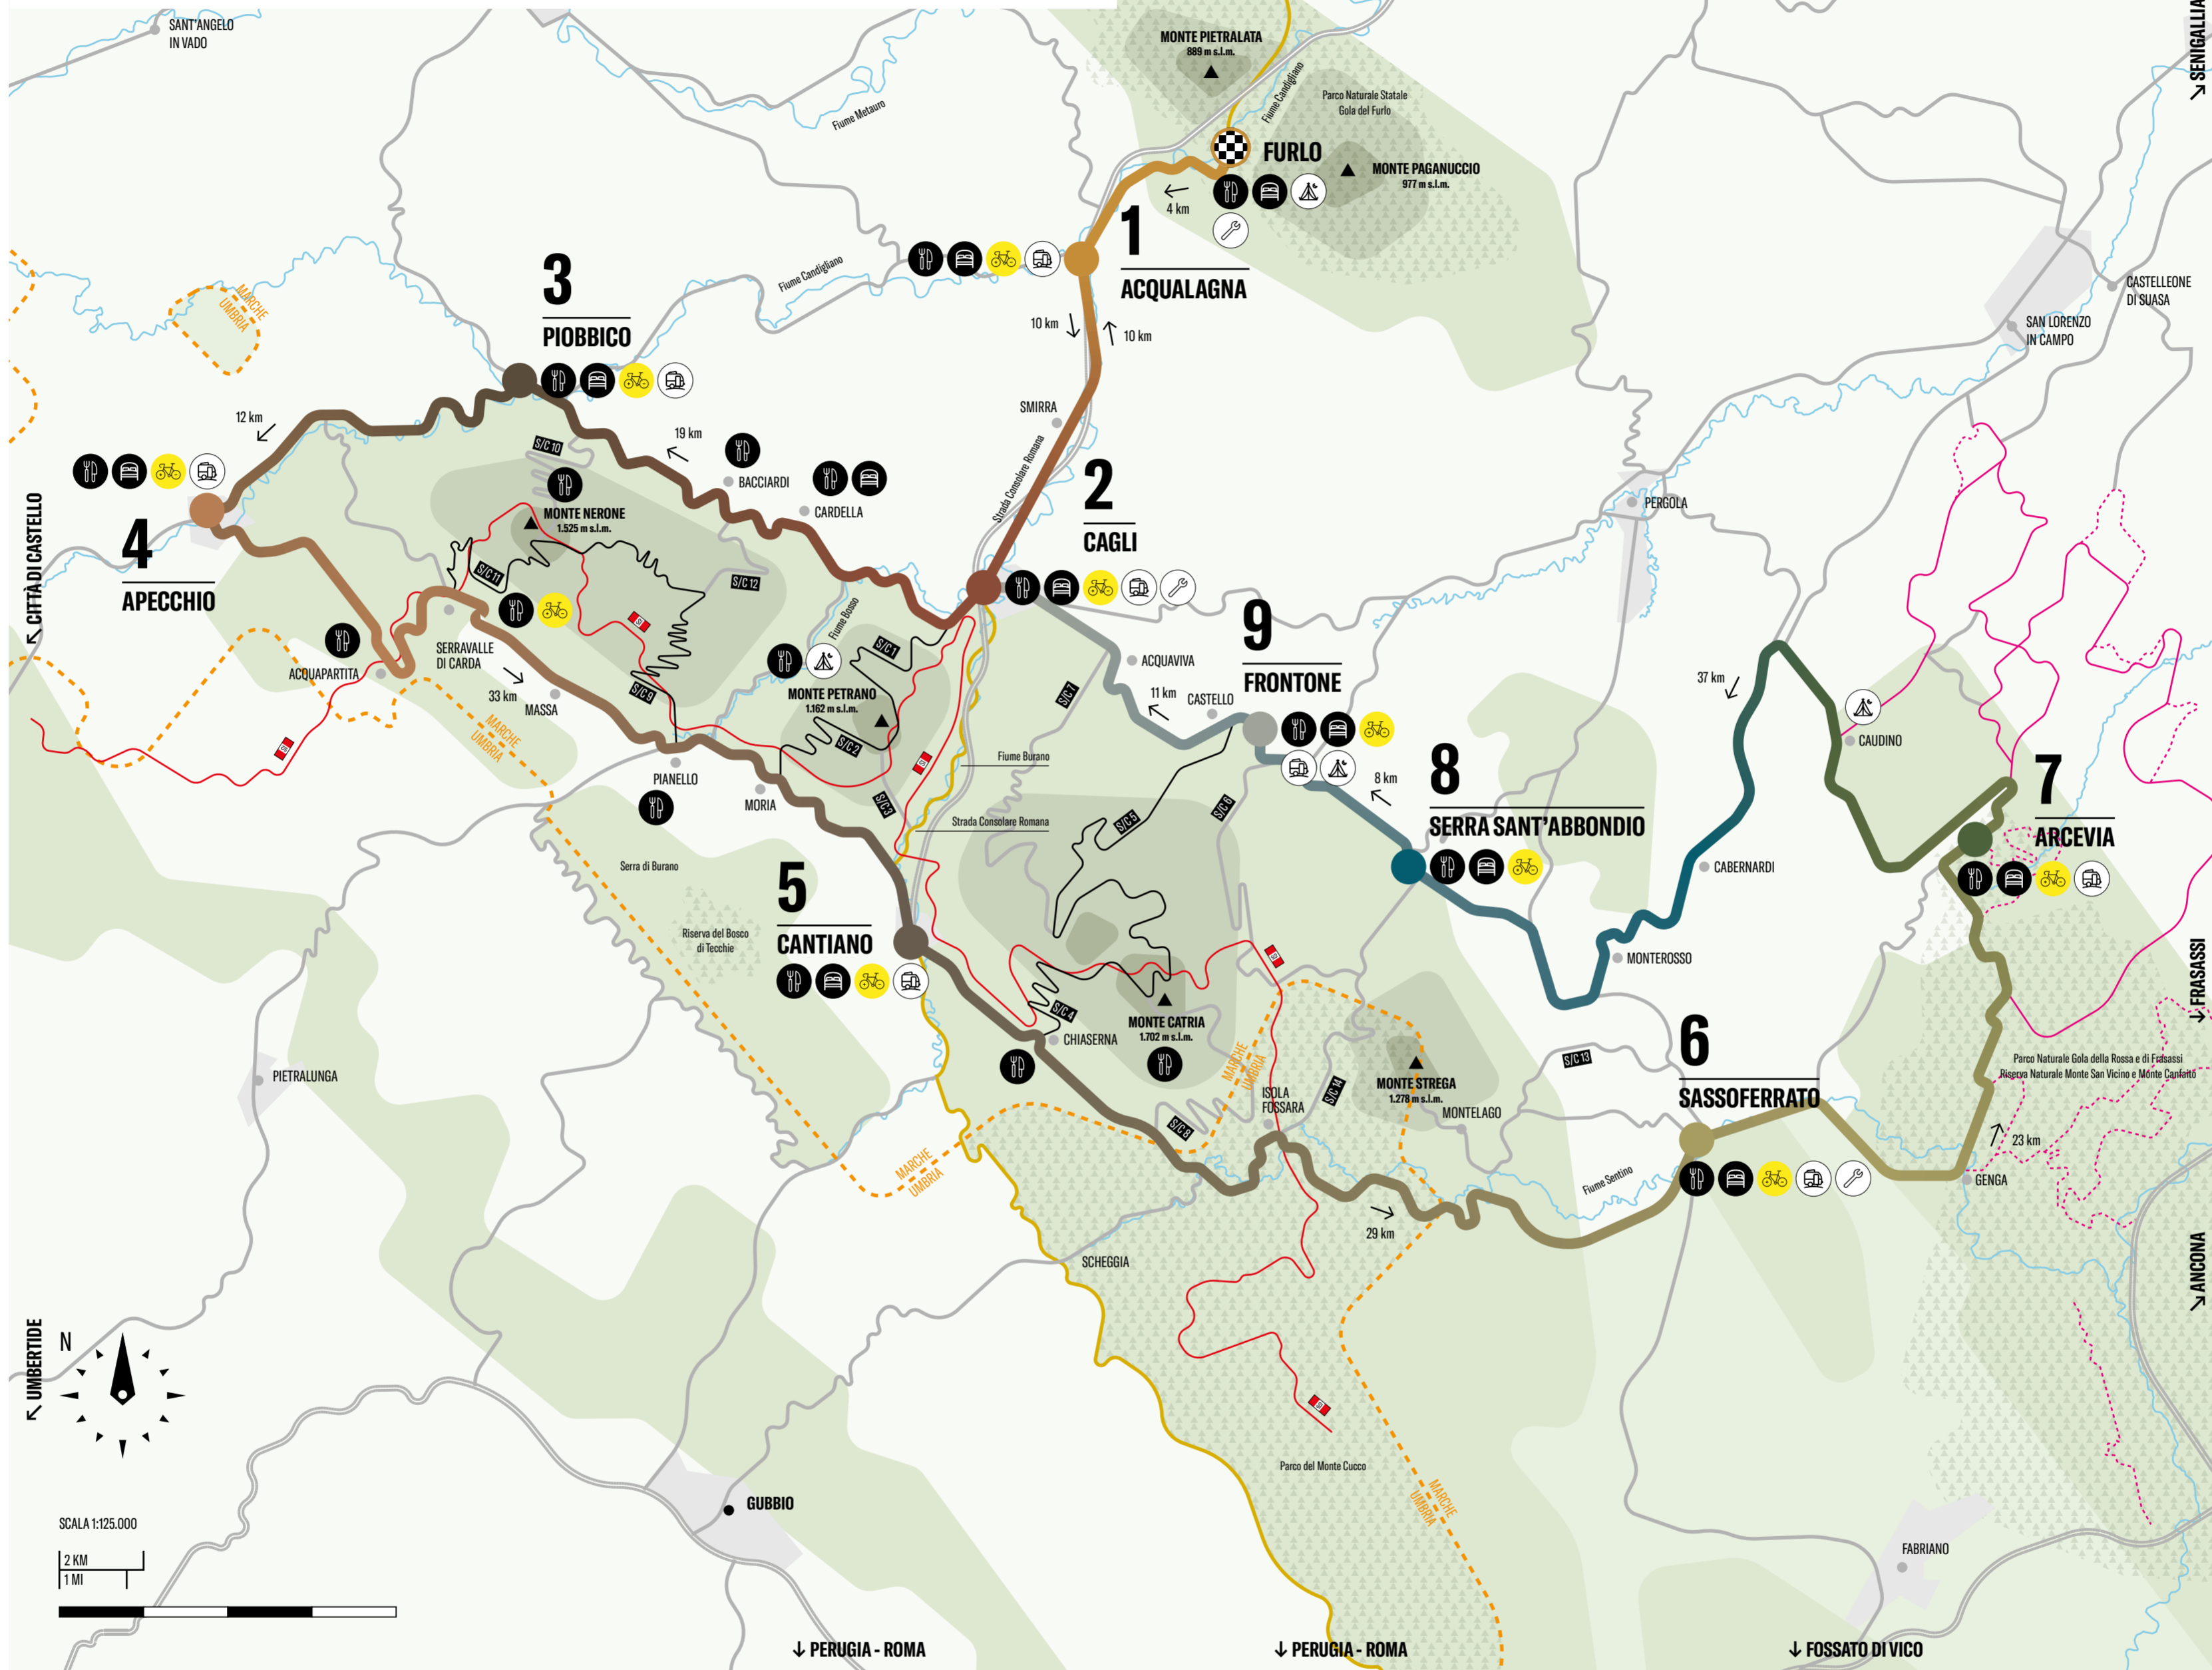 SANT'ANGELO
IN VADO
MONTE PIETRALATA
889 m s.l.m.
↗ SENIGALLIA
Fiume Metauro
Fiume Candigliano
Parco Naturale Statale
Gola del Furlo
FURLO
MONTE PAGANUCCIO
977 m s.l.m.
4 km
1
ACQUALAGNA
Fiume Candigliano
MARCHE
UMBRIA
3
PIOBBICO
10 km
10 km
CASTELLEONE
DI SUASA
SAN LORENZO
IN CAMPO
12 km
19 km
SMIRRA
Strada Consolare Romana
S/C 10
BACCIARDI
CARDELLA
2
CAGLI
PERGOLA
MONTE NERONE
1.525 m s.l.m.
4
APECCHIO
↖ CITTÀ DI CASTELLO
S/C 11
S/C 12
SI
Fiume Bosso
S/C 1
9
FRONTONE
SERRAVALLE
DI CARDA
ACQUAPARTITA
33 km
MASSA
S/C 9
MONTE PETRANO
1.162 m s.l.m.
ACQUAVIVA
S/C 7
11 km
CASTELLO
37 km
CAUDINO
MARCHE
UMBRIA
SI
S/C 2
SI
Fiume Burano
PIANELLO
MORIA
S/C 3
Strada Consolare Romana
S/C 5
S/C 6
8 km
8
SERRA SANT'ABBONDIO
7
ARCEVIA
Serra di Burano
5
CANTIANO
Riserva del Bosco
di Tecchie
CABERNARDI
MONTEROSSO
SI
↓ FRASASSI
S/C 4
CHIASERNA
MONTE CATRIA
1.702 m s.l.m.
MARCHE
UMBRIA
ISOLA
FOSSARA
S/C 14
MONTE STREGA
1.278 m s.l.m.
MONTELAGO
S/C 13
6
SASSOFERRATO
Parco Naturale Gola della Rossa e di Frasassi
Riserva Naturale Monte San Vicino e Monte Canfaito
PIETRALUNGA
S/C 8
MARCHE
UMBRIA
23 km
GENGA
Fiume Sentino
29 km
SCHEGGIA
↘ ANCONA
↖ UMBERTIDE
N
SI
Parco del Monte Cucco
MARCHE
UMBRIA
GUBBIO
SCALA 1:125.000
2 KM
1 MI
FABRIANO
↓ PERUGIA - ROMA
↓ PERUGIA - ROMA
↓ FOSSATO DI VICO